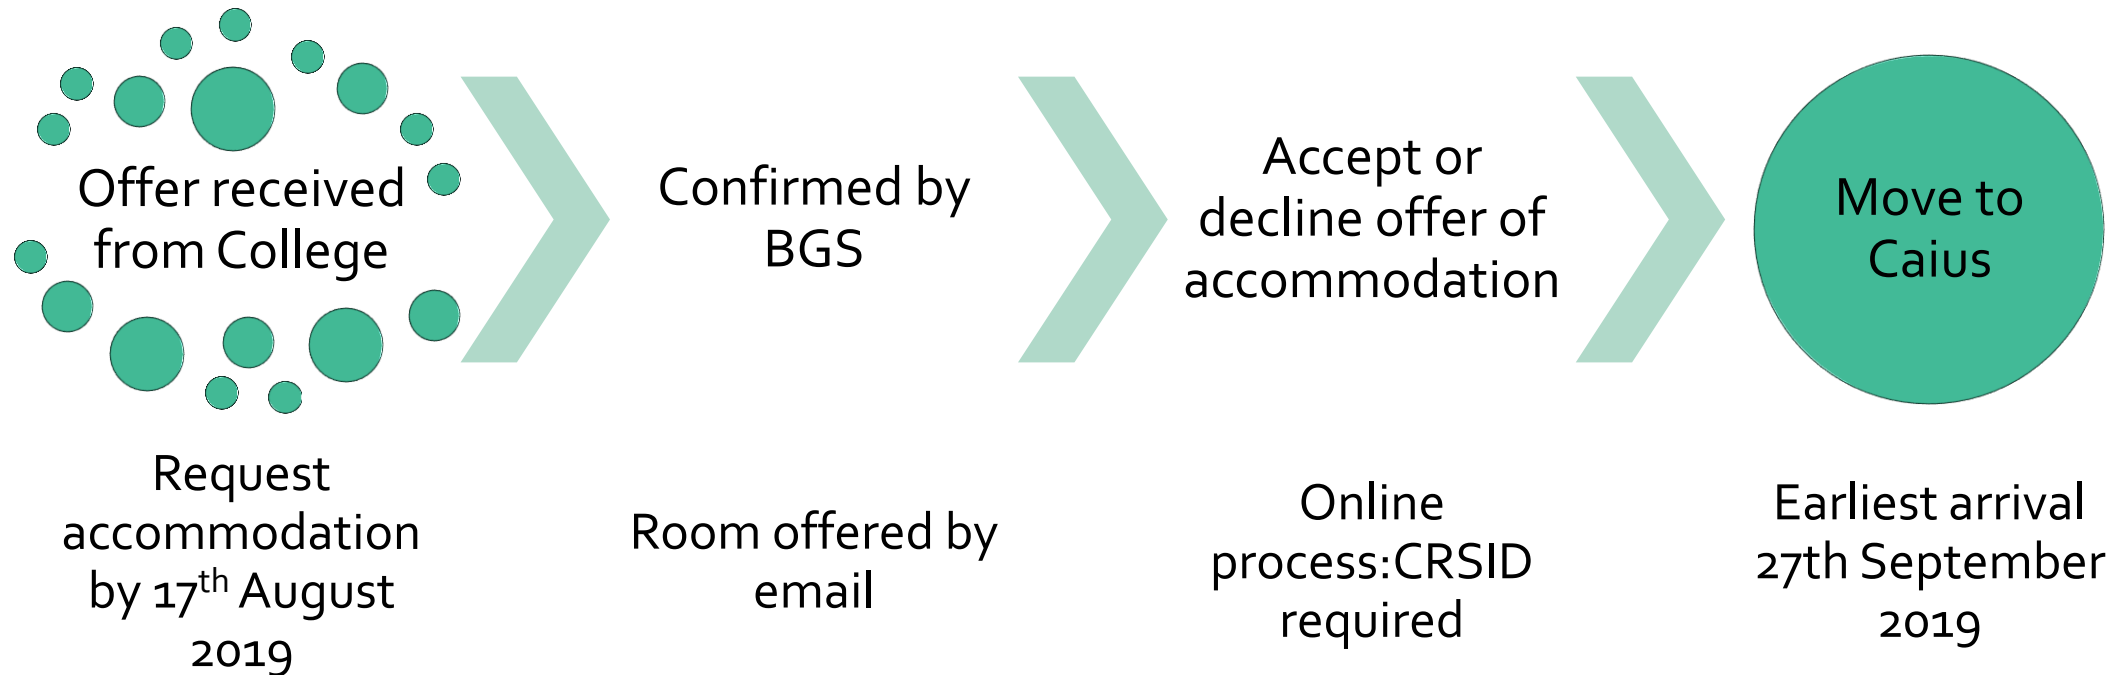 Offer received
from College
Confirmed by
BGS
Accept or
decline offer of
accommodation
Move to
Caius
Request
accommodation
by 17th August
2019
Room offered by
email
Online
process:CRSID
required
Earliest arrival
27th September
2019